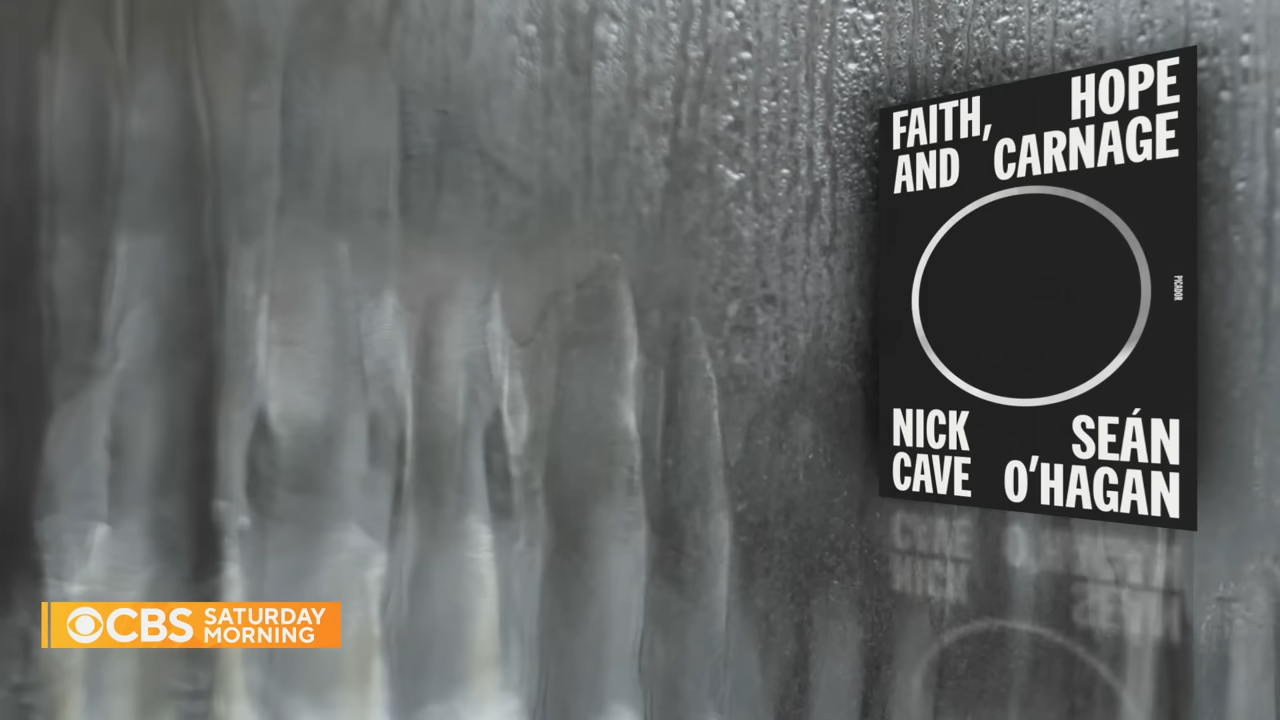 FAITH, HOPE
AND CARNAGE
PICADOR
NICK SEÁN
CAVE O'HAGAN
CBS SATURDAY
MORNING